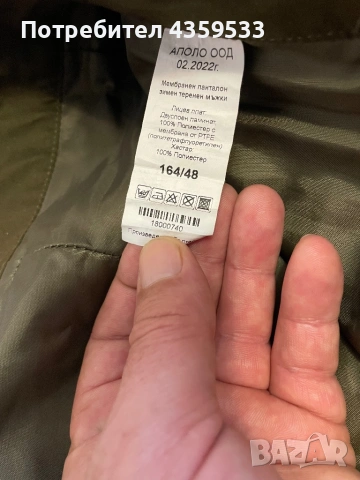 Потребител 4359533
АПОЛО ООД
02.2022г.
Мембранен панталон
зимен теренен мъжки
Лицев плат:
Двуслоен ламинат
100% Полиестер с
мембрана от PTFE
(политетрафлуоретилен)
Хастар:
100% Полиестер
164/48
18000740
BAZAR